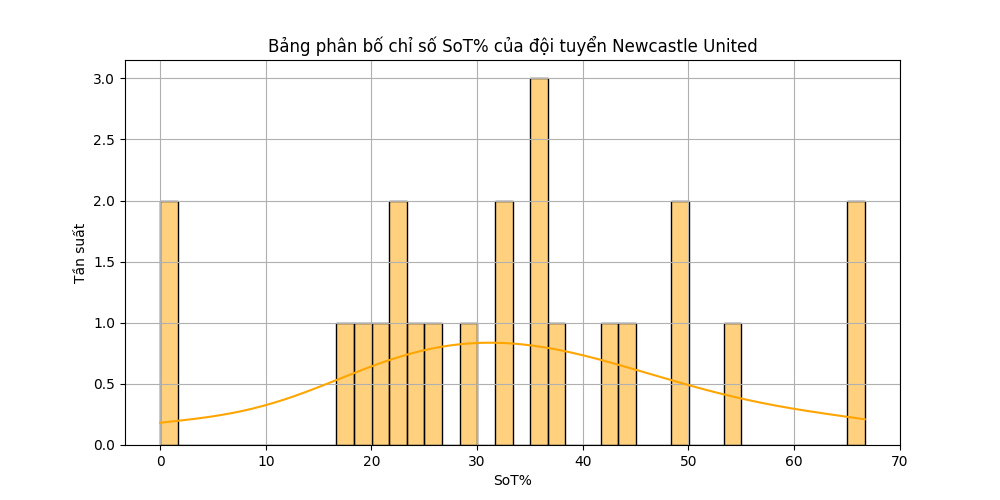 Bảng phân bố chỉ số SoT% của đội tuyển Newcastle United
3.0
2.5
2.0
1.5
1.0
0.5
0.0
Tần suất
0 10 20 30 40 50 60 70
SoT%